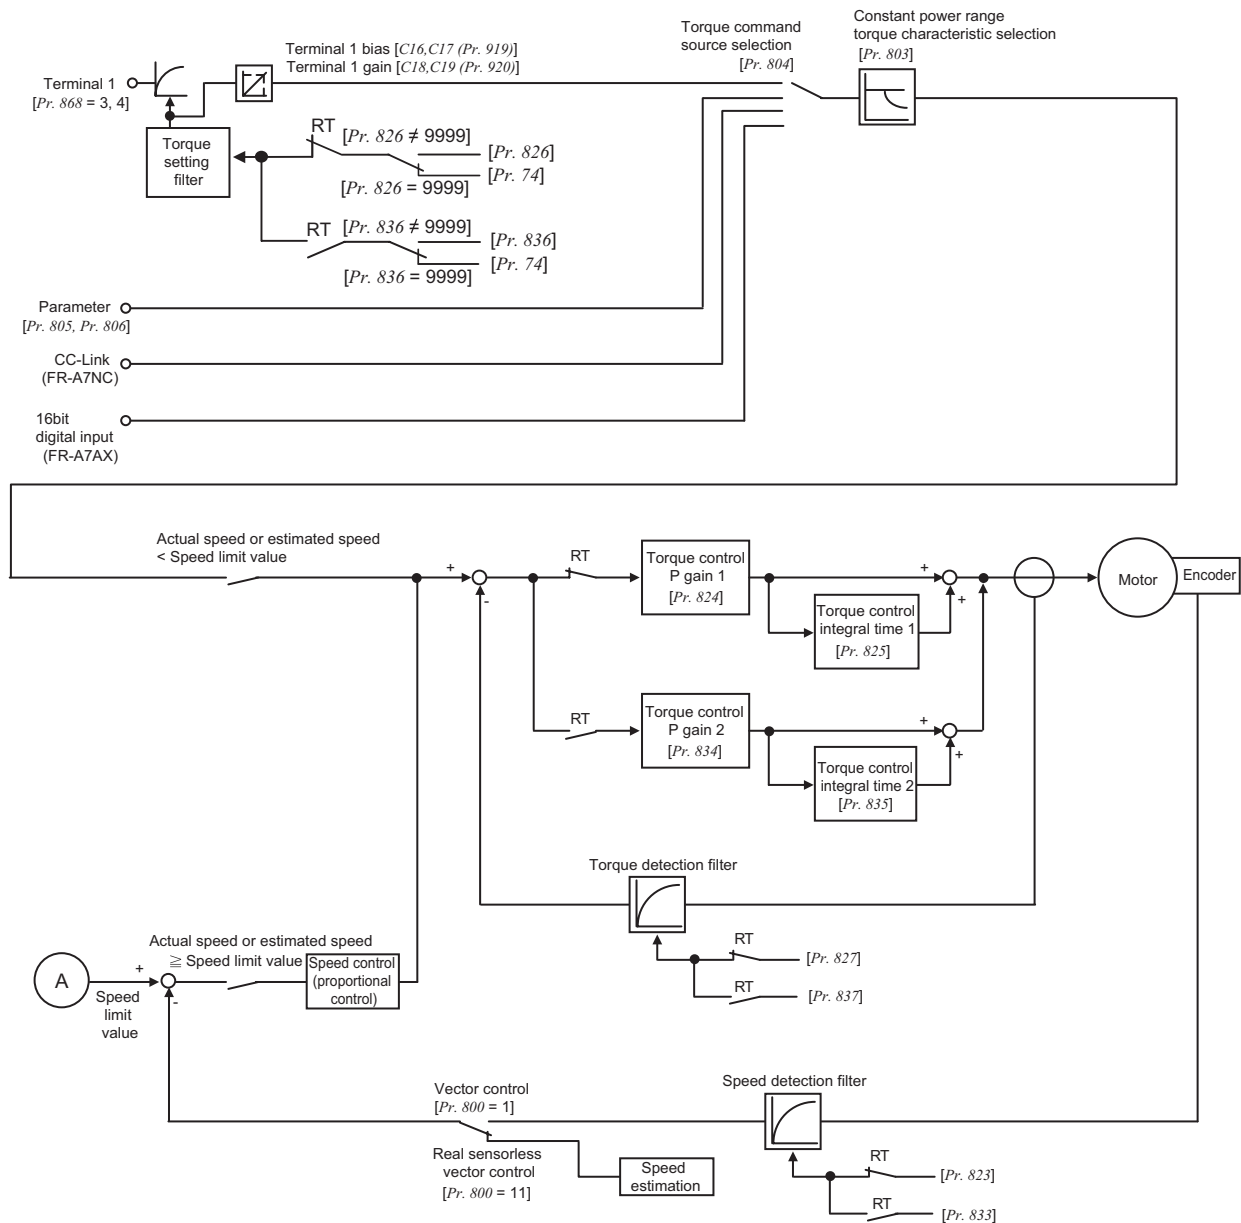 Torque command
source selection
[Pr. 804]
Constant power range
torque characteristic selection
[Pr. 803]
Terminal 1 bias [C16,C17 (Pr. 919)]
Terminal 1 gain [C18,C19 (Pr. 920)]
Terminal 1
[Pr. 868 = 3, 4]
Torque
setting
filter
RT
[Pr. 826 ≠ 9999]
[Pr. 826]
[Pr. 74]
[Pr. 826 = 9999]
RT
[Pr. 836 ≠ 9999]
[Pr. 836]
[Pr. 74]
[Pr. 836 = 9999]
Parameter
[Pr. 805, Pr. 806]
CC-Link
(FR-A7NC)
16bit
digital input
(FR-A7AX)
Actual speed or estimated speed
< Speed limit value
+
-
RT
Torque control
P gain 1
[Pr. 824]
+
+
Torque control
integral time 1
[Pr. 825]
Motor
Encoder
RT
Torque control
P gain 2
[Pr. 834]
+
+
Torque control
integral time 2
[Pr. 835]
Torque detection filter
RT
[Pr. 827]
RT
[Pr. 837]
Actual speed or estimated speed
≧ Speed limit value
A
+
-
Speed
limit
value
Speed control
(proportional
control)
Vector control
[Pr. 800 = 1]
Real sensorless
vector control
[Pr. 800 = 11]
Speed
estimation
Speed detection filter
RT
[Pr. 823]
RT
[Pr. 833]